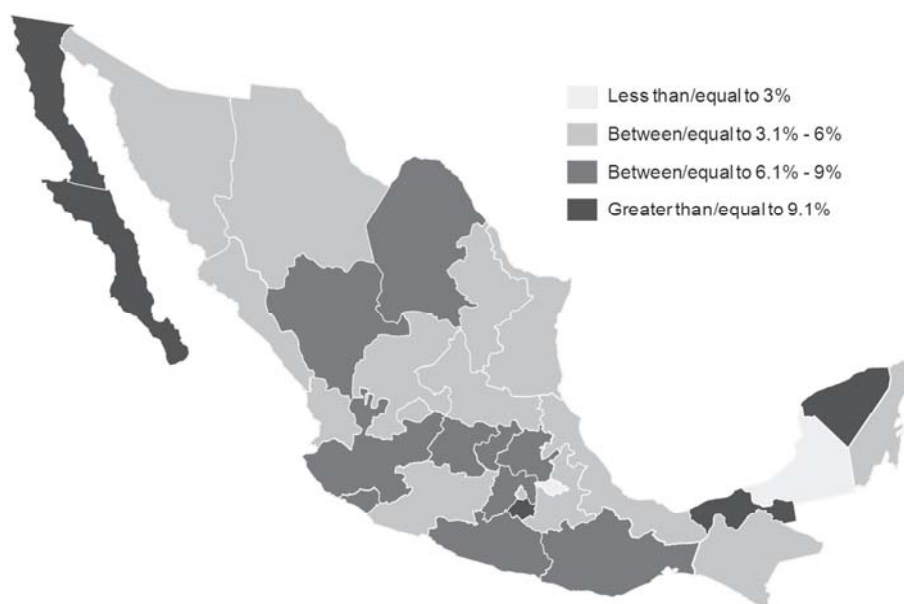 Less than/equal to 3%
Between/equal to 3.1% - 6%
Between/equal to 6.1% - 9%
Greater than/equal to 9.1%